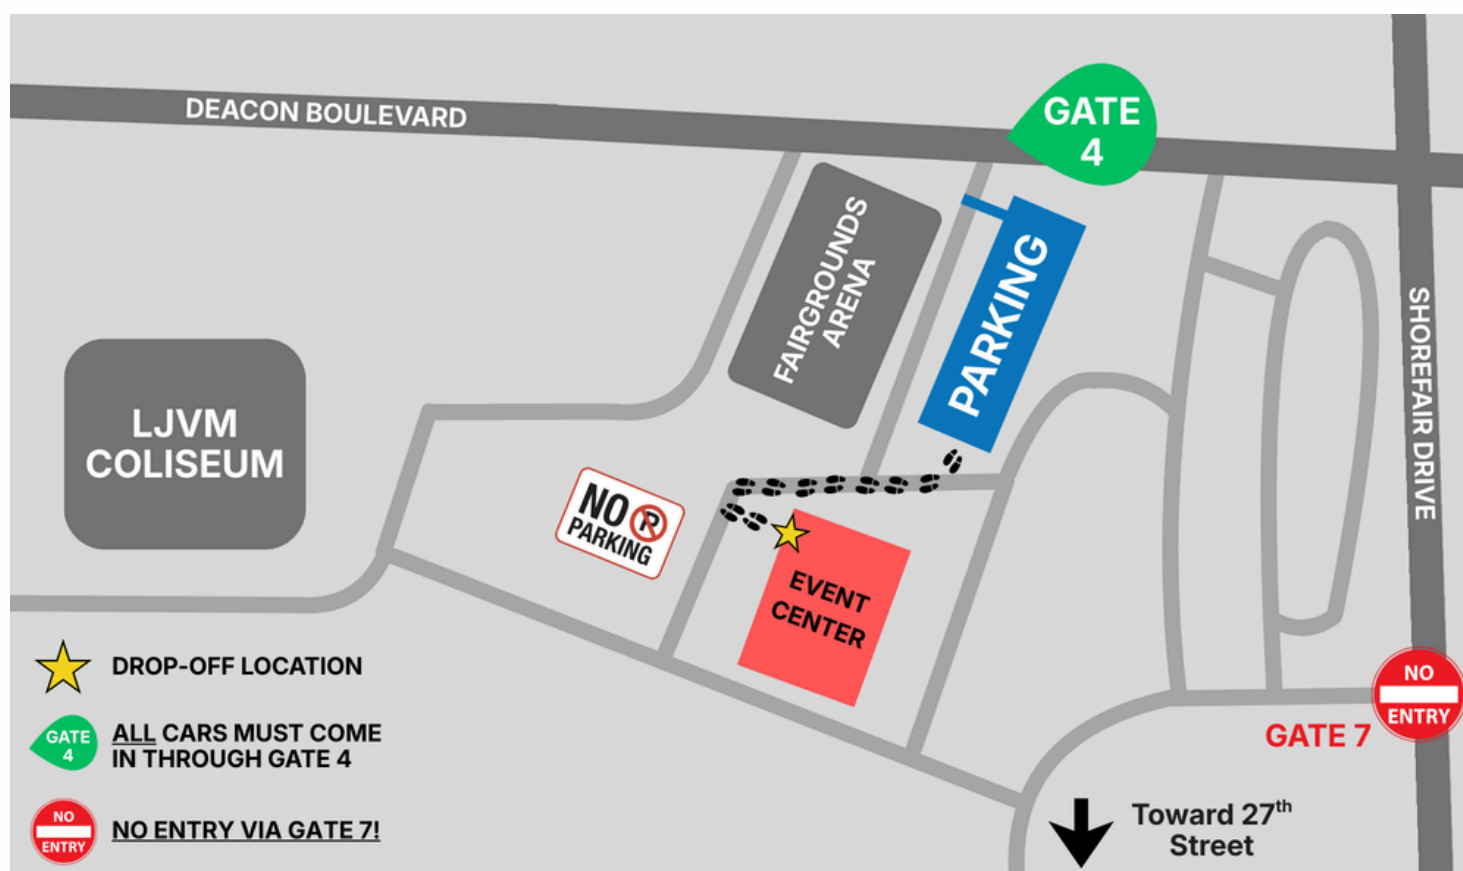 DEACON BOULEVARD
GATE
4
FAIRGROUNDS
ARENA
PARKING
SHOREFAIR DRIVE
LJVM
COLISEUM
NO P
PARKING
EVENT
CENTER
DROP-OFF LOCATION
GATE
4
ALL CARS MUST COME
IN THROUGH GATE 4
NO
ENTRY
NO ENTRY VIA GATE 7!
NO
ENTRY
GATE 7
Toward 27th
Street